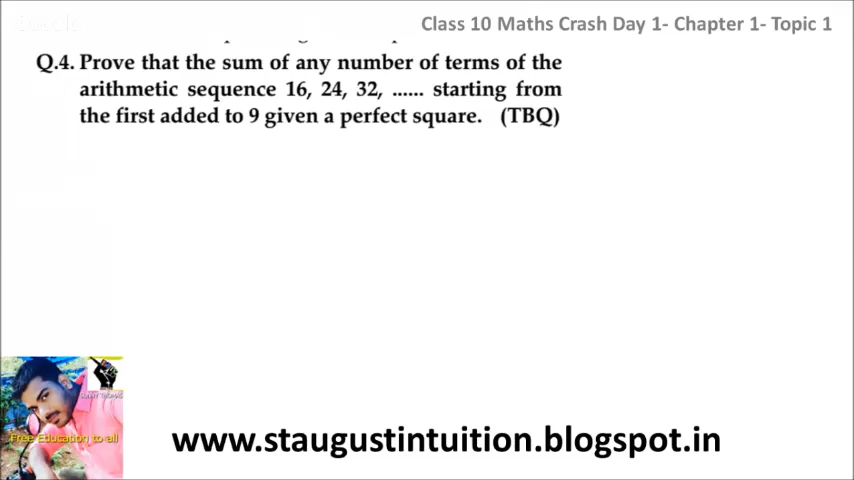 Class 10 Maths Crash Day 1- Chapter 1- Topic 1
Q.4. Prove that the sum of any number of terms of the
arithmetic sequence 16, 24, 32, ...... starting from
the first added to 9 given a perfect square. (TBQ)
SUNNY THOMAS
Free Education to all
www.staugustintuition.blogspot.in